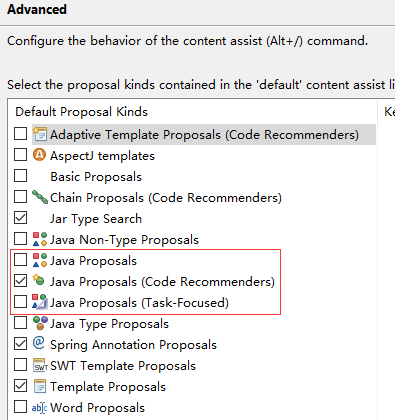 Advanced
Configure the behavior of the content assist (Alt+/) command.
Select the proposal kinds contained in the 'default' content assist li
Default Proposal Kinds Ke
Adaptive Template Proposals (Code Recommenders)
AspectJ templates
Basic Proposals
Chain Proposals (Code Recommenders)
Jar Type Search
Java Non-Type Proposals
Java Proposals
Java Proposals (Code Recommenders)
Java Proposals (Task-Focused)
Java Type Proposals
Spring Annotation Proposals
SWT Template Proposals
Template Proposals
Word Proposals